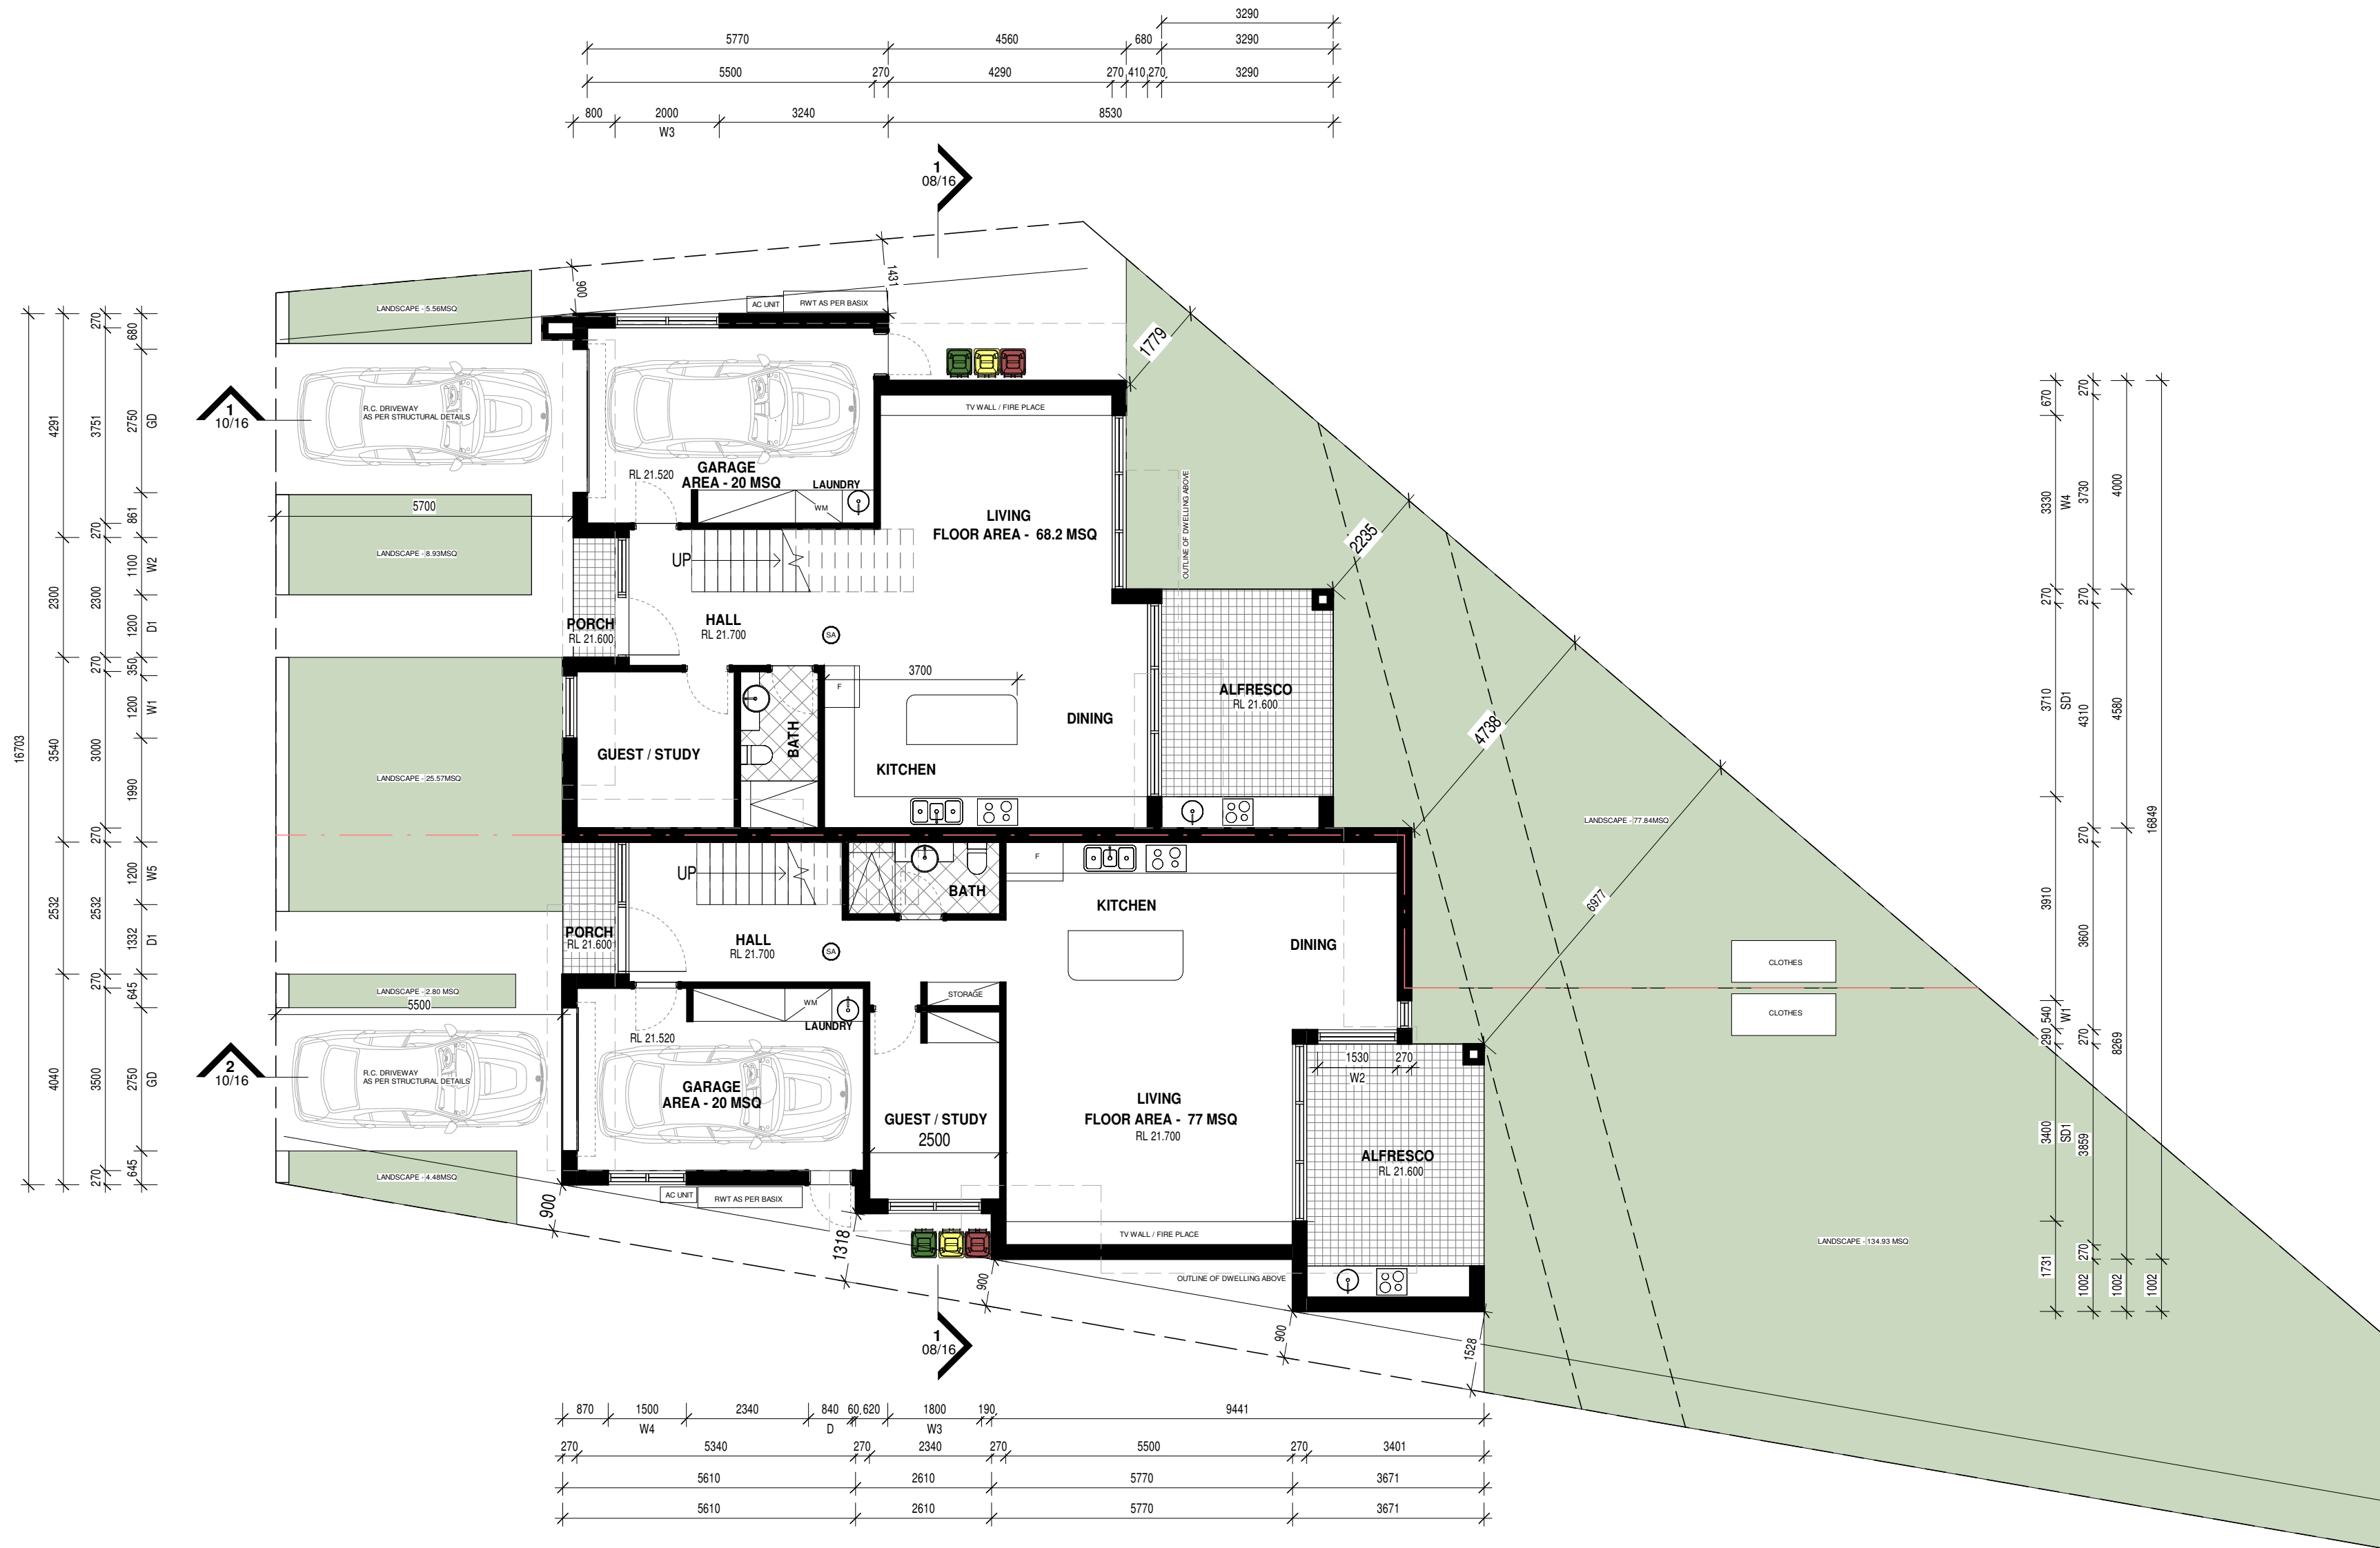 3290
5770 4560 680 3290
5500 270 4290 270 410 270 3290
800 2000 3240 8530
W3
1
08/16
1431
900
LANDSCAPE - 5.56MSQ
AC UNIT
RWT AS PER BASIX
1779
1
10/16
R.C. DRIVEWAY
AS PER STRUCTURAL DETAILS
TV WALL / FIRE PLACE
RL 21.520
GARAGE
AREA - 20 MSQ
LAUNDRY
WM
5700
LIVING
FLOOR AREA - 68.2 MSQ
OUTLINE OF DWELLING ABOVE
2235
LANDSCAPE - 8.93MSQ
UP
PORCH
RL 21.600
HALL
RL 21.700
SA
3700
F
ALFRESCO
RL 21.600
DINING
4738
GUEST / STUDY
BATH
KITCHEN
LANDSCAPE - 25.57MSQ
LANDSCAPE - 77.84MSQ
6977
UP
BATH
F
KITCHEN
PORCH
RL 21.600
HALL
RL 21.700
SA
DINING
CLOTHES
CLOTHES
LANDSCAPE - 2.80 MSQ
5500
STORAGE
WM
LAUNDRY
RL 21.520
2
10/16
R.C. DRIVEWAY
AS PER STRUCTURAL DETAILS
GARAGE
AREA - 20 MSQ
1530 270
W2
GUEST / STUDY
2500
LIVING
FLOOR AREA - 77 MSQ
RL 21.700
ALFRESCO
RL 21.600
LANDSCAPE - 4.48MSQ
AC UNIT
RWT AS PER BASIX
900
1318
TV WALL / FIRE PLACE
LANDSCAPE - 134.93 MSQ
OUTLINE OF DWELLING ABOVE
900
900
1528
1
08/16
16703
4291
2300
3540
2532
4040
270
3751
270
2300
270
3000
270
2532
270
3500
270
680
2750
GD
861
1100
W2
1200
D1
350
1200
W1
1990
1200
W5
1332
D1
645
2750
GD
645
670
3330
W4
270
3710
SD1
3910
540
W1
290
3400
SD1
1731
270
3730
270
4310
270
3600
270
3859
270
1002
4000
4580
8269
1002
16849
1002
870 1500 2340 840 60 620 1800 190 9441
W4 D W3
270 5340 270 2340 270 5500 270 3401
5610 2610 5770 3671
5610 2610 5770 3671